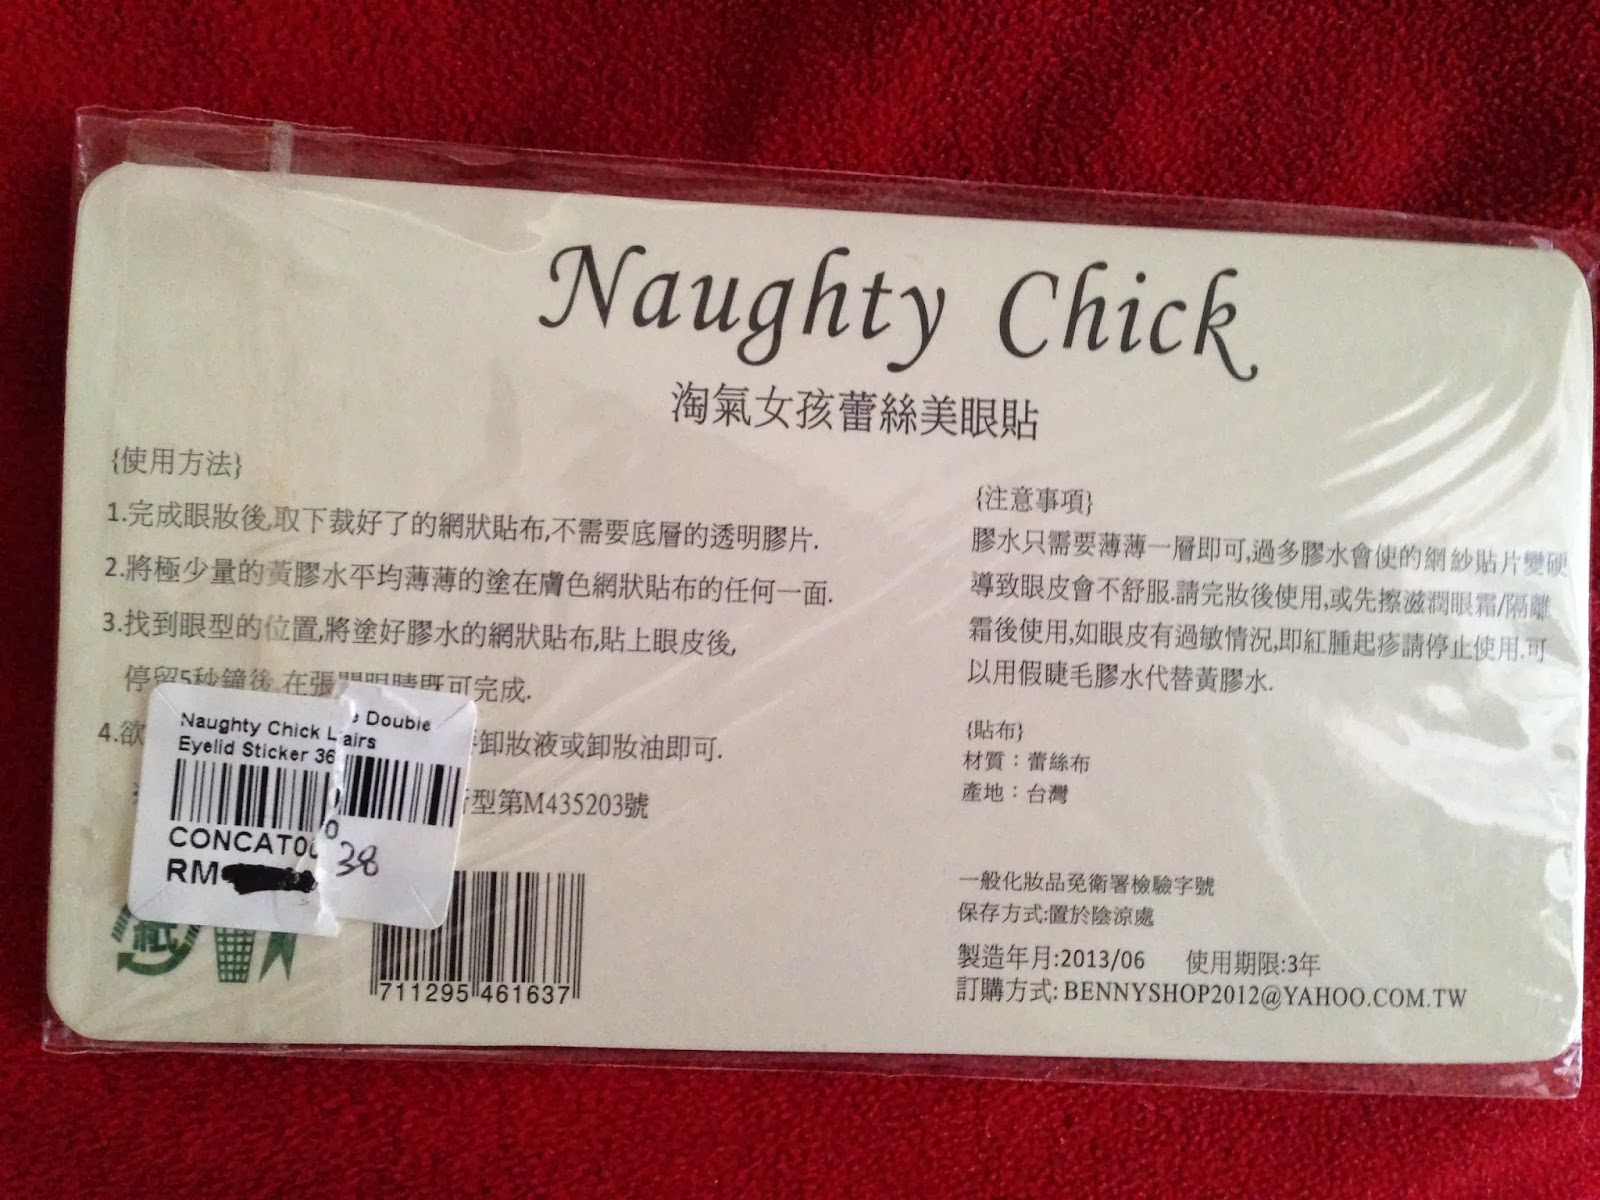 Naughty Chick
淘氣女孩蕾絲美眼貼
{使用方法}
1.完成眼妝後,取下裁好了的網狀貼布,不需要底層的透明膠片.
2.將極少量的黃膠水平均薄薄的塗在膚色網狀貼布的任何一面.
3.找到眼型的位置,將塗好膠水的網狀貼布,貼上眼皮後,
停留5秒鐘後,在張開眼睛既可完成.
4.欲 卸妝液或卸妝油即可.
型第M435203號
{注意事項}
膠水只需要薄薄一層即可,過多膠水會使的網紗貼片變硬
導致眼皮會不舒服.請完妝後使用,或先擦滋潤眼霜/隔離
霜後使用,如眼皮有過敏情況,即紅腫起疹請停止使用.可
以用假睫毛膠水代替黃膠水.
{貼布}
材質：蕾絲布
產地：台灣
一般化妝品免衛署檢驗字號
保存方式:置於陰涼處
製造年月:2013/06 使用期限:3年
訂購方式: BENNYSHOP2012@YAHOO.COM.TW
Naughty Chick L e Double
Eyelid Sticker 36 airs
CONCAT00 0
RM 38
紙
711295 461637